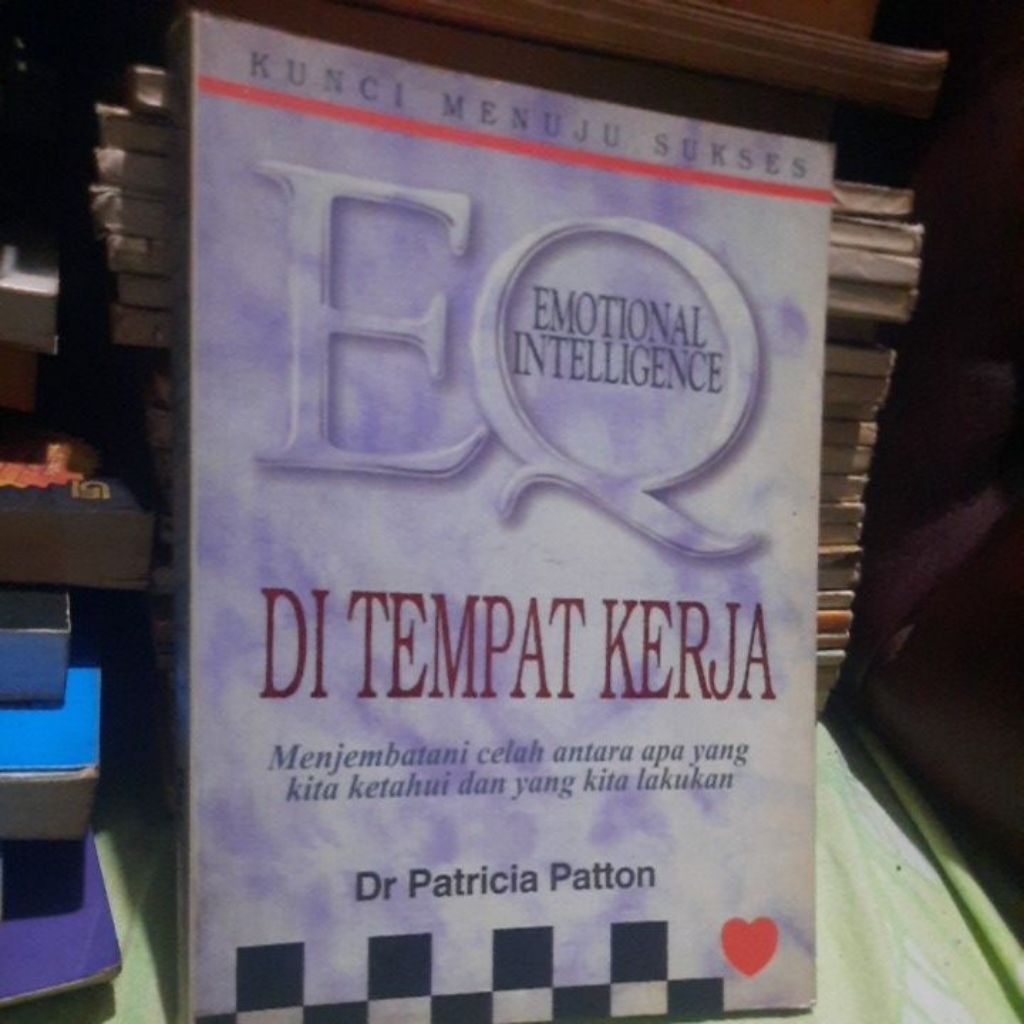 KUNCI MENUJU SUKSES
EQ
EMOTIONAL
INTELLIGENCE
DI TEMPAT KERJA
Menjembatani celah antara apa yang
kita ketahui dan yang kita lakukan
Dr Patricia Patton